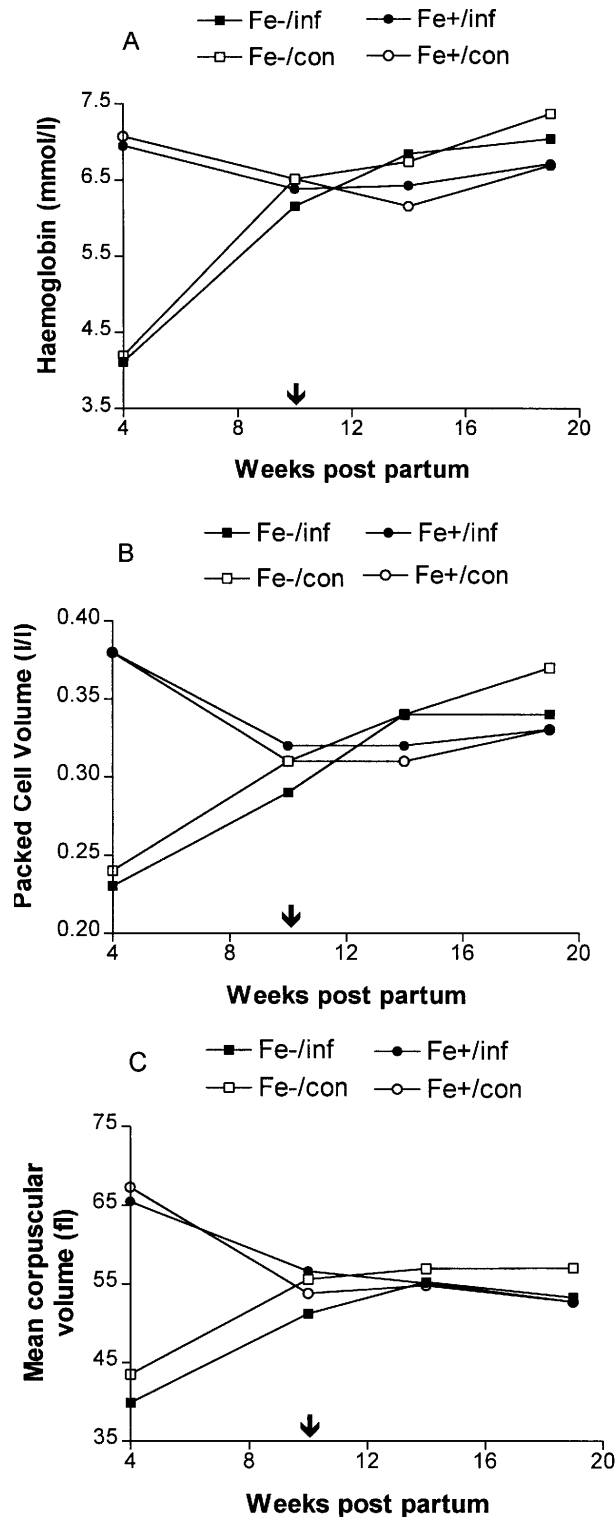 A
Fe-/inf Fe+/inf
Fe-/con Fe+/con
7.5
6.5
5.5
4.5
3.5
Haemoglobin (mmol/l)
4 8 12 16 20
Weeks post partum
B
Fe-/inf Fe+/inf
Fe-/con Fe+/con
0.40
0.35
0.30
0.25
0.20
Packed Cell Volume (l/l)
4 8 12 16 20
Weeks post partum
C
Fe-/inf Fe+/inf
Fe-/con Fe+/con
75
65
55
45
35
Mean corpuscular
volume (fl)
4 8 12 16 20
Weeks post partum